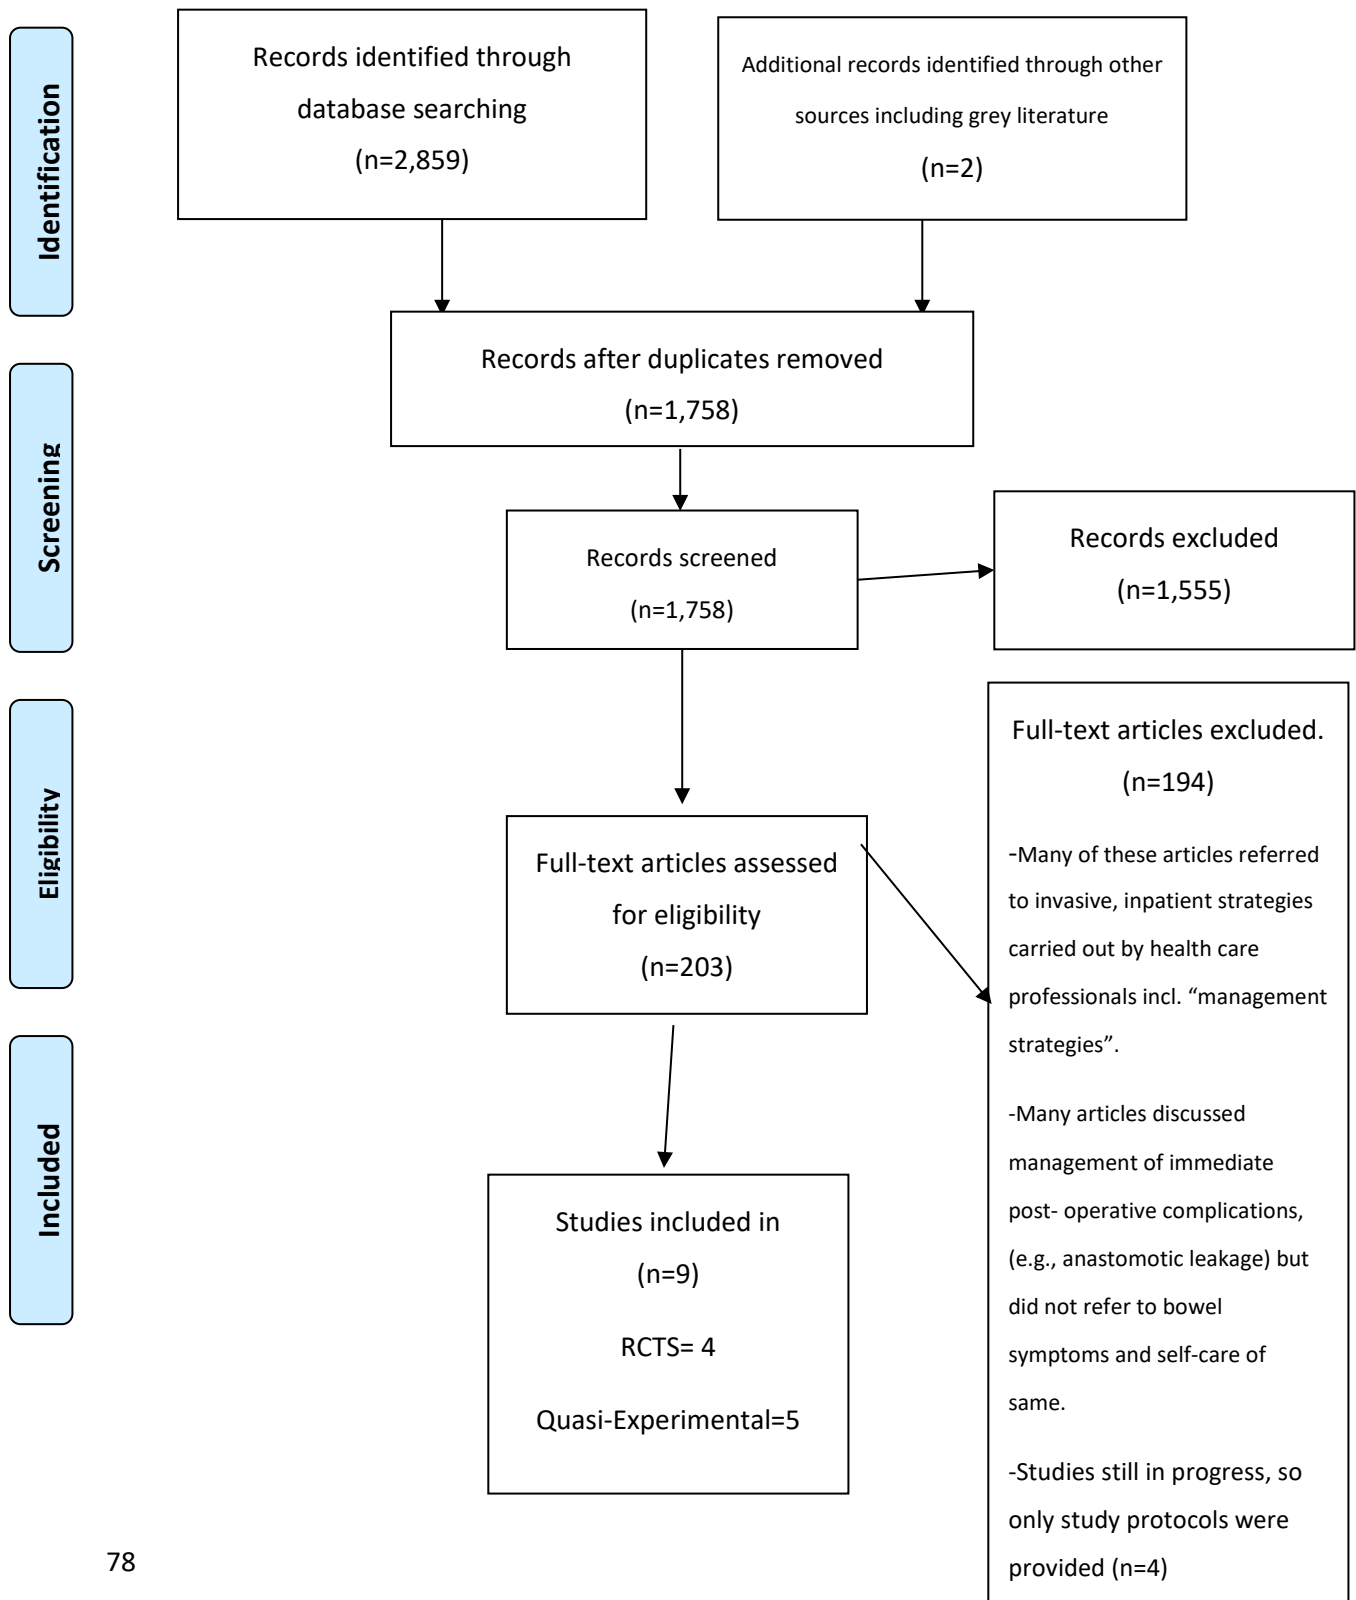 Identification
Records identified through
database searching
(n=2,859)
Additional records identified through other
sources including grey literature
(n=2)
Records after duplicates removed
(n=1,758)
Screening
Records screened
(n=1,758)
Records excluded
(n=1,555)
Eligibility
Full-text articles assessed
for eligibility
(n=203)
Full-text articles excluded.
(n=194)
-Many of these articles referred
to invasive, inpatient strategies
carried out by health care
professionals incl. “management
strategies”.
-Many articles discussed
management of immediate
post- operative complications,
(e.g., anastomotic leakage) but
did not refer to bowel
symptoms and self-care of
same.
-Studies still in progress, so
only study protocols were
provided (n=4)
Included
Studies included in
(n=9)
RCTS= 4
Quasi-Experimental=5
78